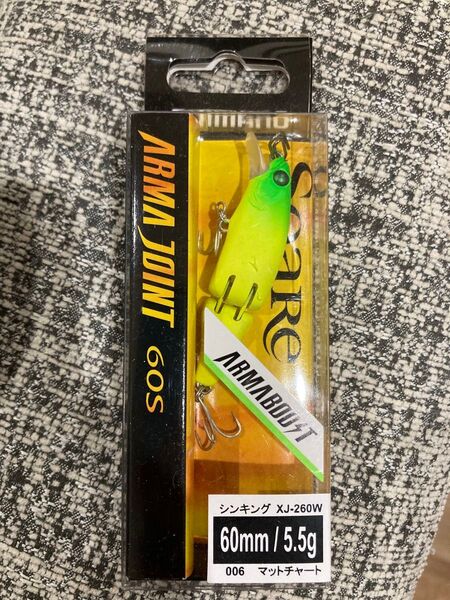 SoaRe
ARMA JOINT 60S
ARMABOOST
シンキング XJ-260W
60mm / 5.5g
006 マットチャート